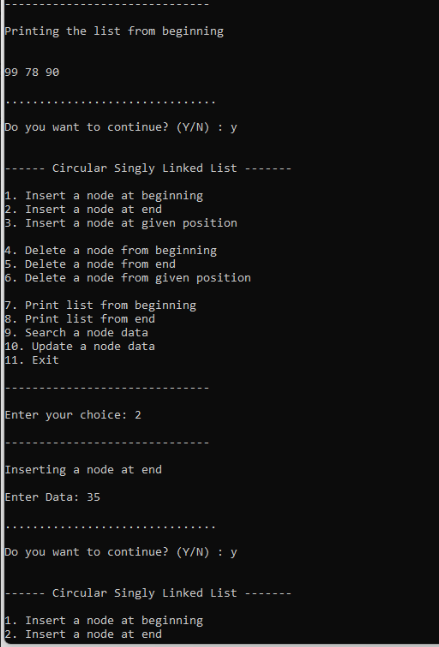 ------------------------------
Printing the list from beginning
99 78 90
...............................
Do you want to continue? (Y/N) : y
------ Circular Singly Linked List -------
1. Insert a node at beginning
2. Insert a node at end
3. Insert a node at given position
4. Delete a node from beginning
5. Delete a node from end
6. Delete a node from given position
7. Print list from beginning
8. Print list from end
9. Search a node data
10. Update a node data
11. Exit
------------------------------
Enter your choice: 2
------------------------------
Inserting a node at end
Enter Data: 35
...............................
Do you want to continue? (Y/N) : y
------ Circular Singly Linked List -------
1. Insert a node at beginning
2. Insert a node at end